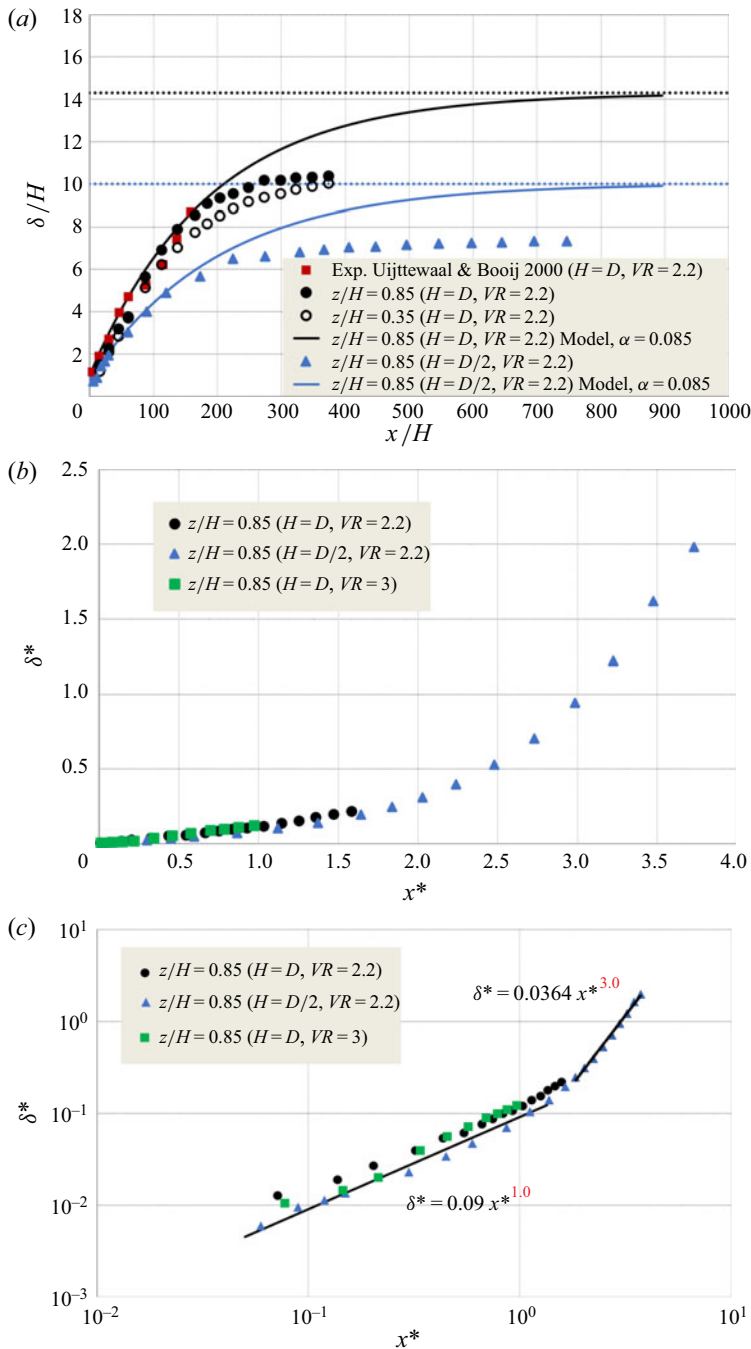 (a)
18
16
14
12
10
8
6
4
2
0
100
200
300
400
500
600
700
800
900
1000
δ/H
x/H
Exp. Uijttewaal & Booij 2000 (H=D, VR=2.2)
z/H=0.85 (H=D, VR=2.2)
z/H=0.35 (H=D, VR=2.2)
z/H=0.85 (H=D, VR=2.2) Model, α=0.085
z/H=0.85 (H=D/2, VR=2.2)
z/H=0.85 (H=D/2, VR=2.2) Model, α=0.085
(b)
2.5
2.0
1.5
1.0
0.5
0
0.5
1.0
1.5
2.0
2.5
3.0
3.5
4.0
δ*
x*
z/H=0.85 (H=D, VR=2.2)
z/H=0.85 (H=D/2, VR=2.2)
z/H=0.85 (H=D, VR=3)
(c)
10^1
10^0
10^–1
10^–2
10^–3
10^–2
10^–1
10^0
10^1
δ*
x*
z/H=0.85 (H=D, VR=2.2)
z/H=0.85 (H=D/2, VR=2.2)
z/H=0.85 (H=D, VR=3)
δ*=0.0364 x*^3.0
δ*=0.09 x*^1.0